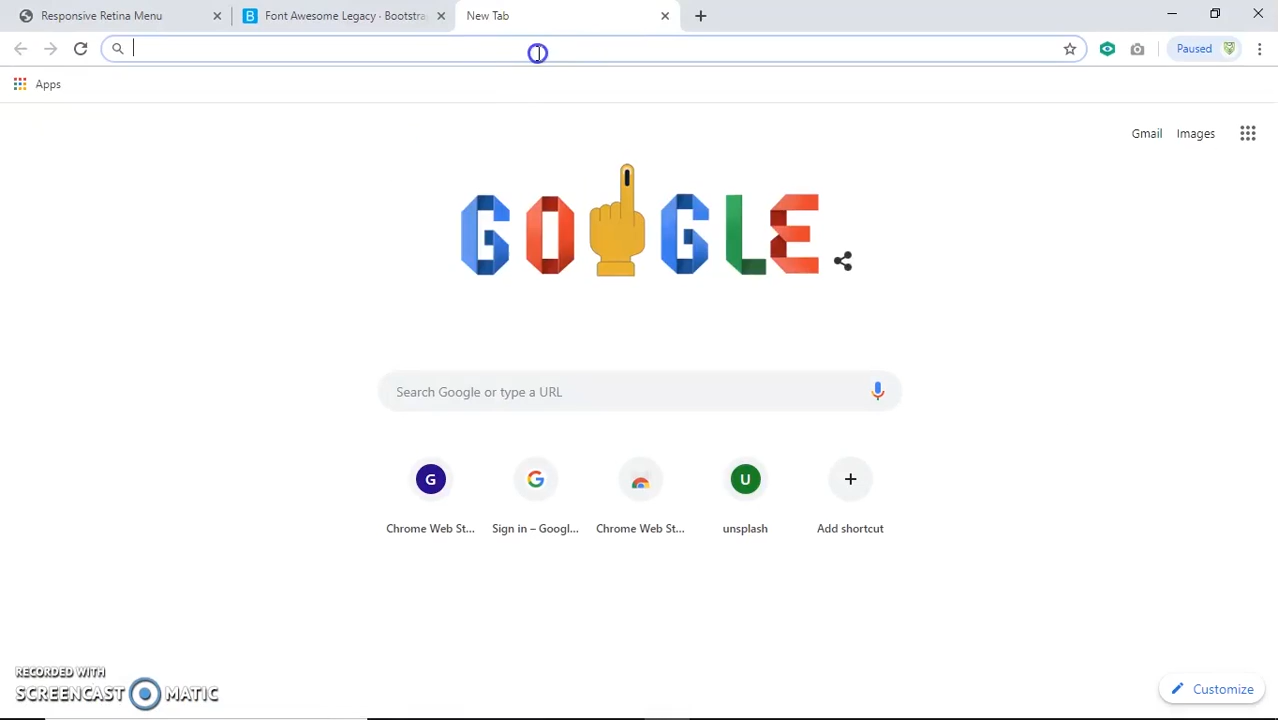 Responsive Retina Menu
Font Awesome Legacy · Bootstra
New Tab
Paused
Apps
Gmail Images
GOGLE
Search Google or type a URL
G
U
Chrome Web St...
Sign in – Googl...
Chrome Web St...
unsplash
Add shortcut
RECORDED WITH
SCREENCAST MATIC
Customize